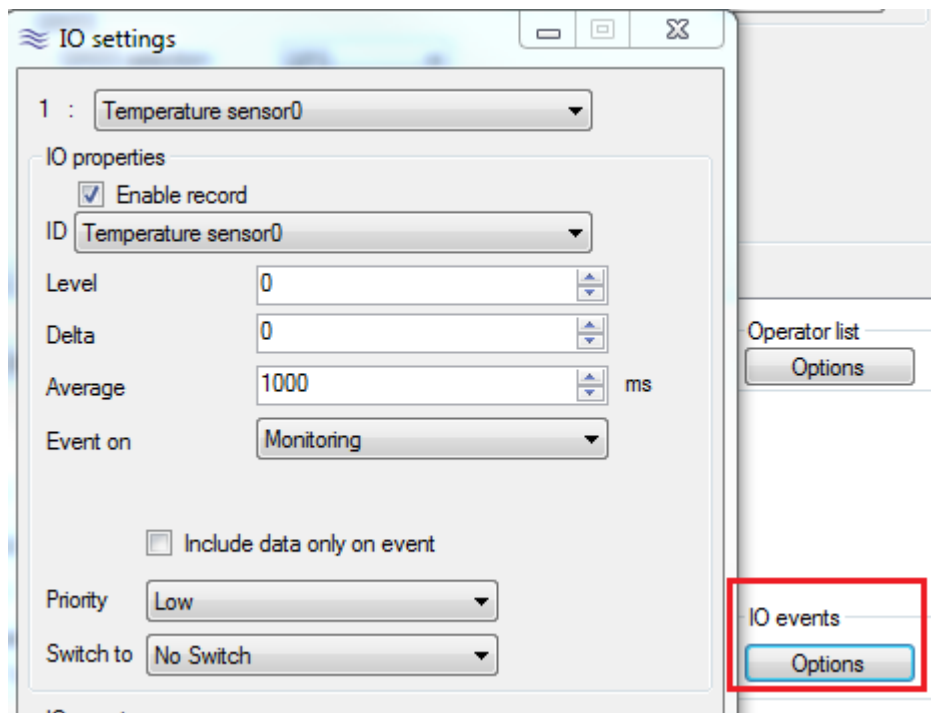 IO settings
1 : Temperature sensor0
IO properties
Enable record
ID Temperature sensor0
Level 0
Delta 0
Average 1000 ms
Event on Monitoring
Include data only on event
Priority Low
Switch to No Switch
Operator list
Options
IO events
Options